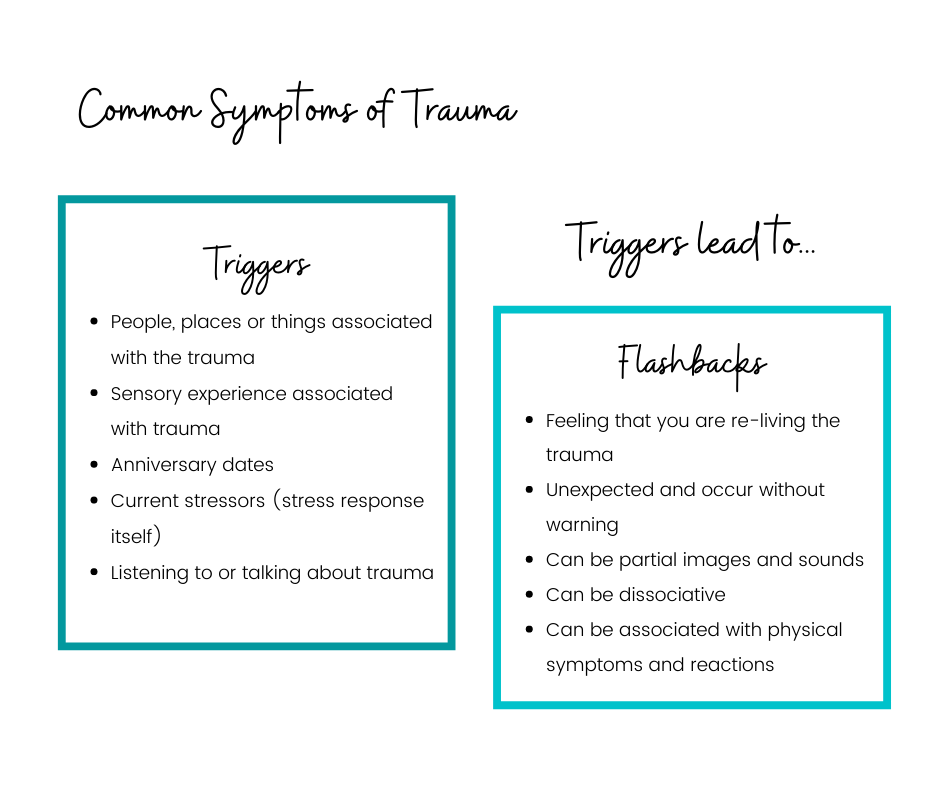 Common Symptoms of Trauma
Triggers
• People, places or things associated
with the trauma
• Sensory experience associated
with trauma
• Anniversary dates
• Current stressors (stress response
itself)
• Listening to or talking about trauma
Triggers lead to...
Flashbacks
• Feeling that you are re-living the
trauma
• Unexpected and occur without
warning
• Can be partial images and sounds
• Can be dissociative
• Can be associated with physical
symptoms and reactions